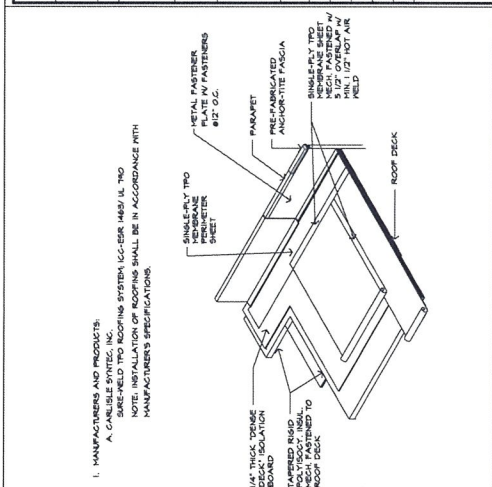 1. MANUFACTURERS AND PRODUCTS:
A. CARLISLE SYNTEC, INC.
SURE-WELD TPO ROOFING SYSTEM; ICC-ESR 1463/ UL 790
NOTE: INSTALLATION OF ROOFING SHALL BE IN ACCORDANCE WITH
MANUFACTURER'S SPECIFICATIONS.
1/4" THICK "DENSE
DECK" ISOLATION
BOARD
TAPERED RIGID
POLYISOCY. INSUL.
MECH. FASTENED TO
ROOF DECK
SINGLE-PLY TPO
MEMBRANE
PERIMETER
SHEET
METAL FASTENER
PLATE W/ FASTENERS
@12" O.C.
PARAPET
PRE-FABRICATED
ANCHOR-TITE FASCIA
SINGLE-PLY TPO
MEMBRANE SHEET
MECH. FASTENED W/
5 1/2" OVERLAP W/
MIN. 1 1/2" HOT AIR
WELD
ROOF DECK